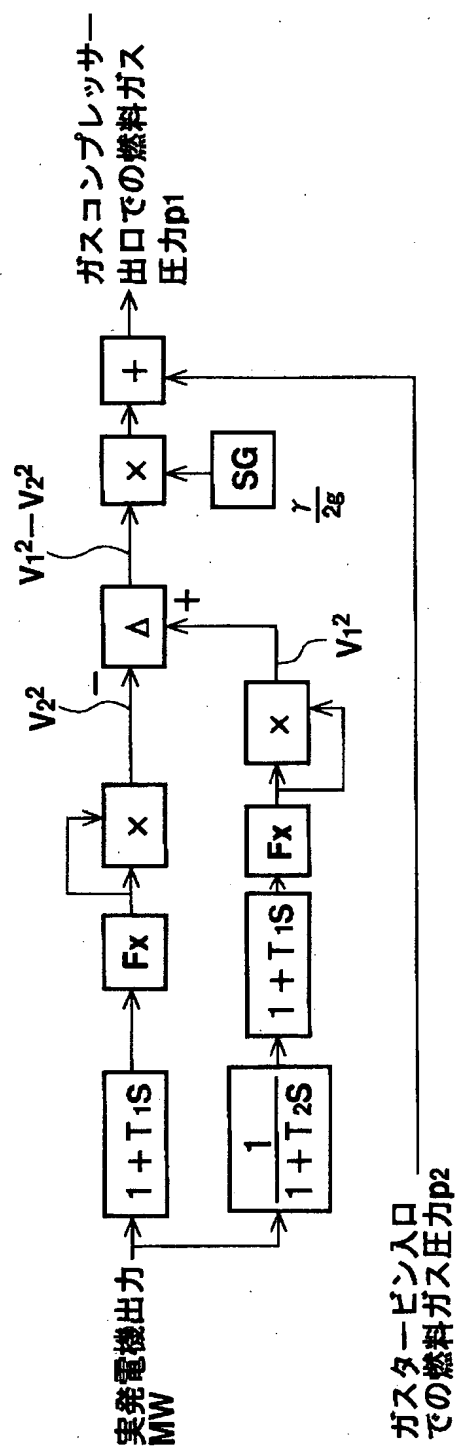 実発電機出力
MW
1+T1S
Fx
×
V2²
−
Δ
+
V1²−V2²
×
SG
γ
2g
+
ガスコンプレッサー
出口での燃料ガス
圧力p1
1
1+T2S
1+T1S
Fx
×
V1²
ガスタービン入口
での燃料ガス圧力p2